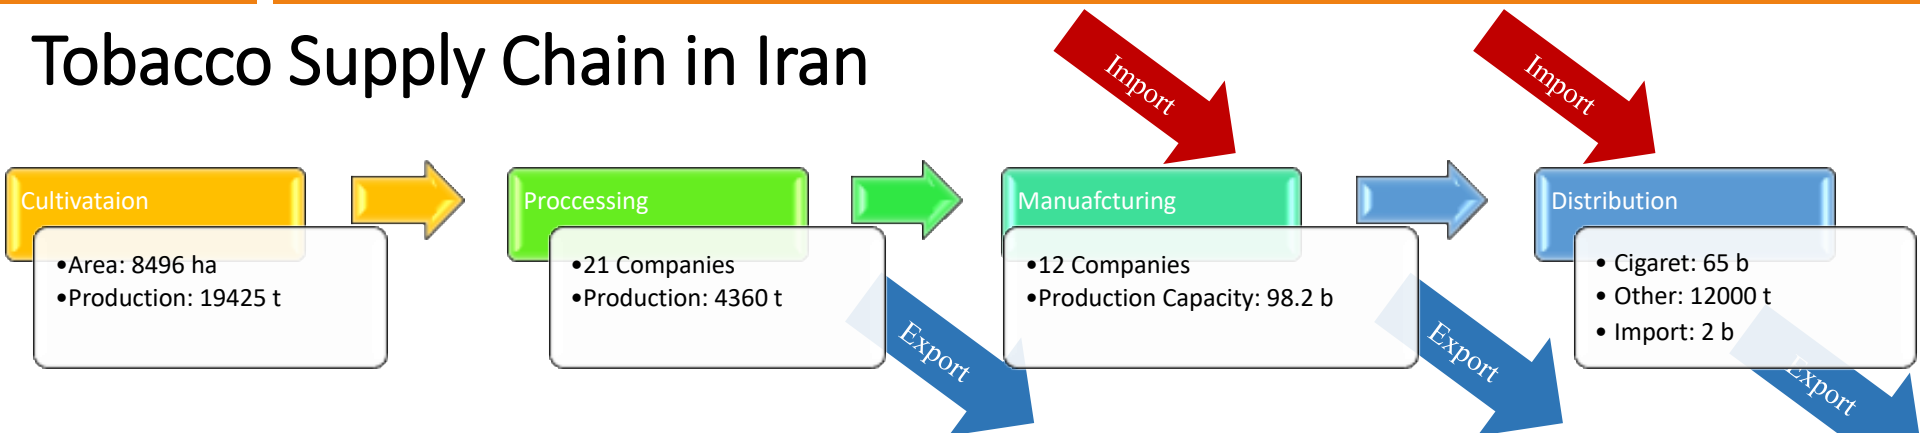 Tobacco Supply Chain in Iran
Import
Import
Cultivataion
•Area: 8496 ha
•Production: 19425 t
Proccessing
•21 Companies
•Production: 4360 t
Export
Manuafcturing
•12 Companies
•Production Capacity: 98.2 b
Export
Distribution
• Cigaret: 65 b
• Other: 12000 t
• Import: 2 b
Export